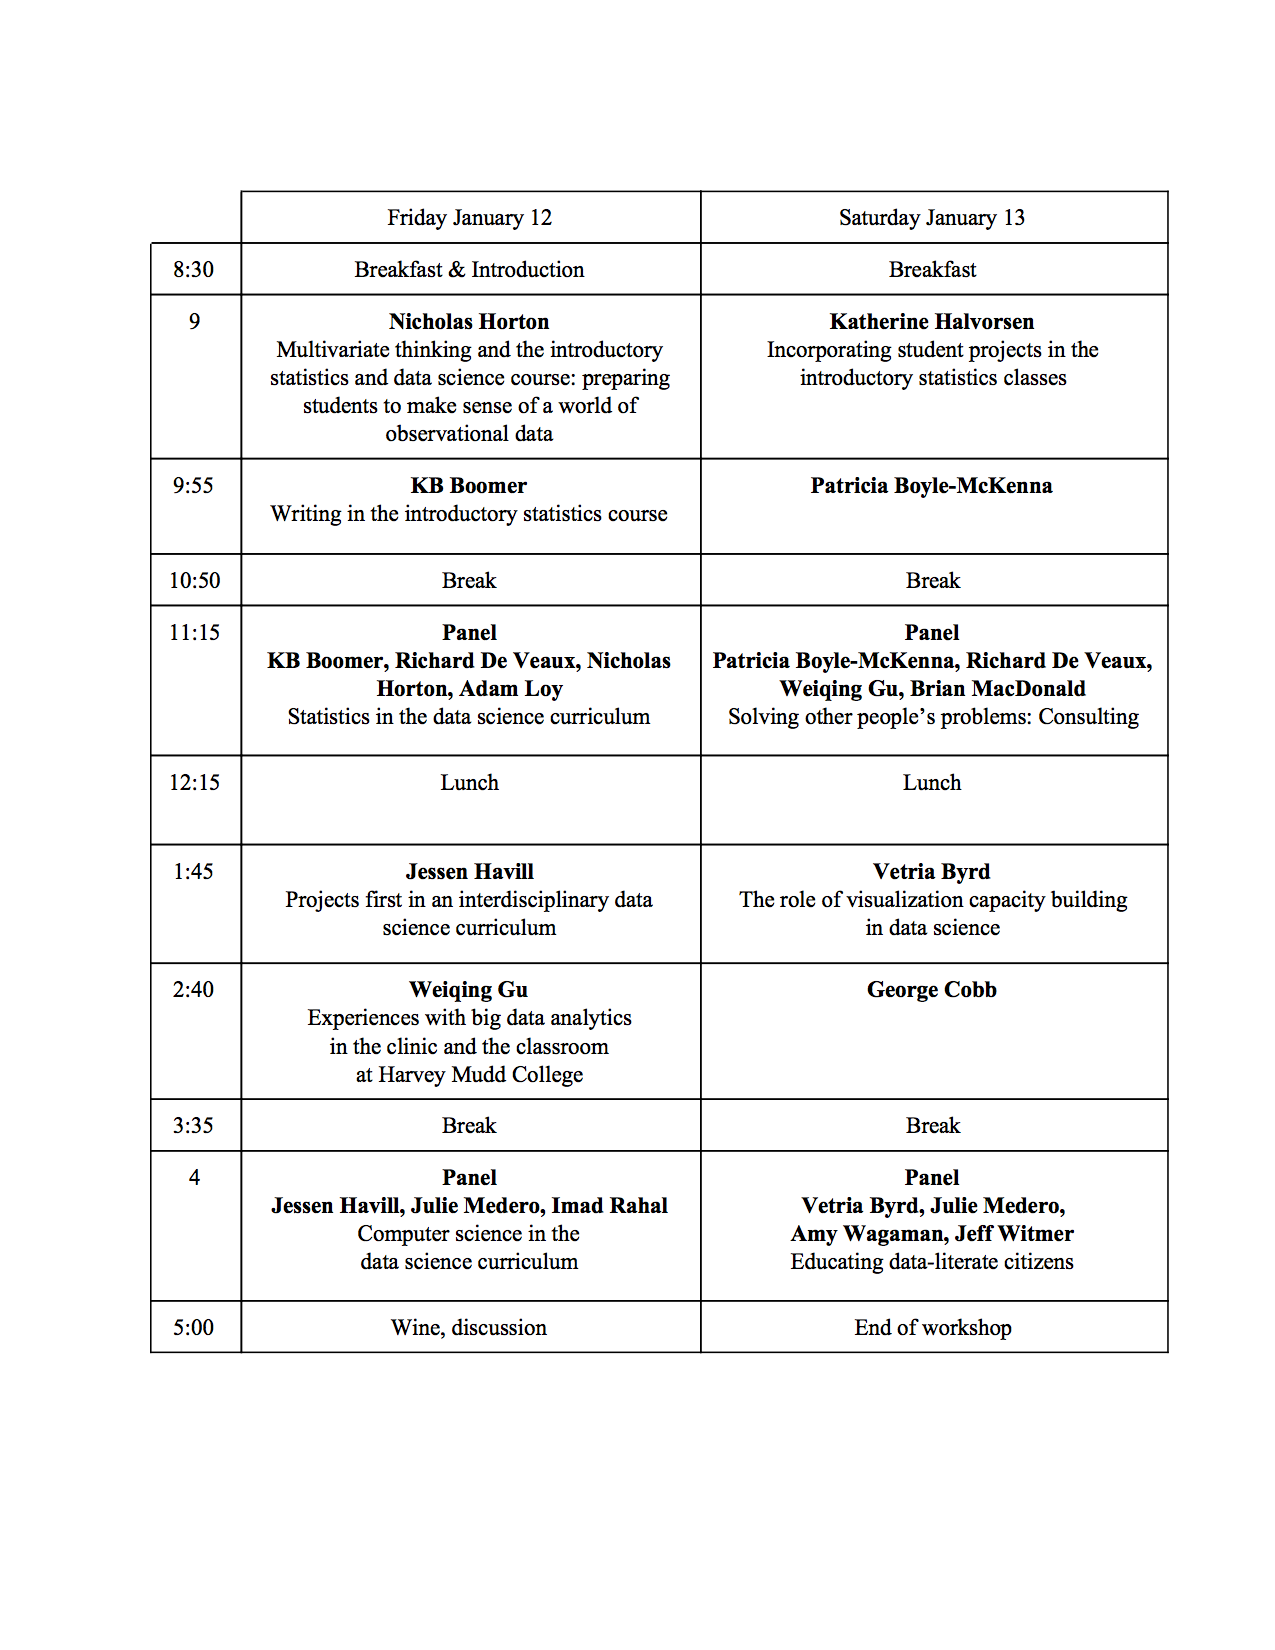 Friday January 12
Saturday January 13
8:30
Breakfast & Introduction
Breakfast
9
Nicholas Horton
Multivariate thinking and the introductory
statistics and data science course: preparing
students to make sense of a world of
observational data
Katherine Halvorsen
Incorporating student projects in the
introductory statistics classes
9:55
KB Boomer
Writing in the introductory statistics course
Patricia Boyle-McKenna
10:50
Break
Break
11:15
Panel
KB Boomer, Richard De Veaux, Nicholas
Horton, Adam Loy
Statistics in the data science curriculum
Panel
Patricia Boyle-McKenna, Richard De Veaux,
Weiqing Gu, Brian MacDonald
Solving other people’s problems: Consulting
12:15
Lunch
Lunch
1:45
Jessen Havill
Projects first in an interdisciplinary data
science curriculum
Vetria Byrd
The role of visualization capacity building
in data science
2:40
Weiqing Gu
Experiences with big data analytics
in the clinic and the classroom
at Harvey Mudd College
George Cobb
3:35
Break
Break
4
Panel
Jessen Havill, Julie Medero, Imad Rahal
Computer science in the
data science curriculum
Panel
Vetria Byrd, Julie Medero,
Amy Wagaman, Jeff Witmer
Educating data-literate citizens
5:00
Wine, discussion
End of workshop